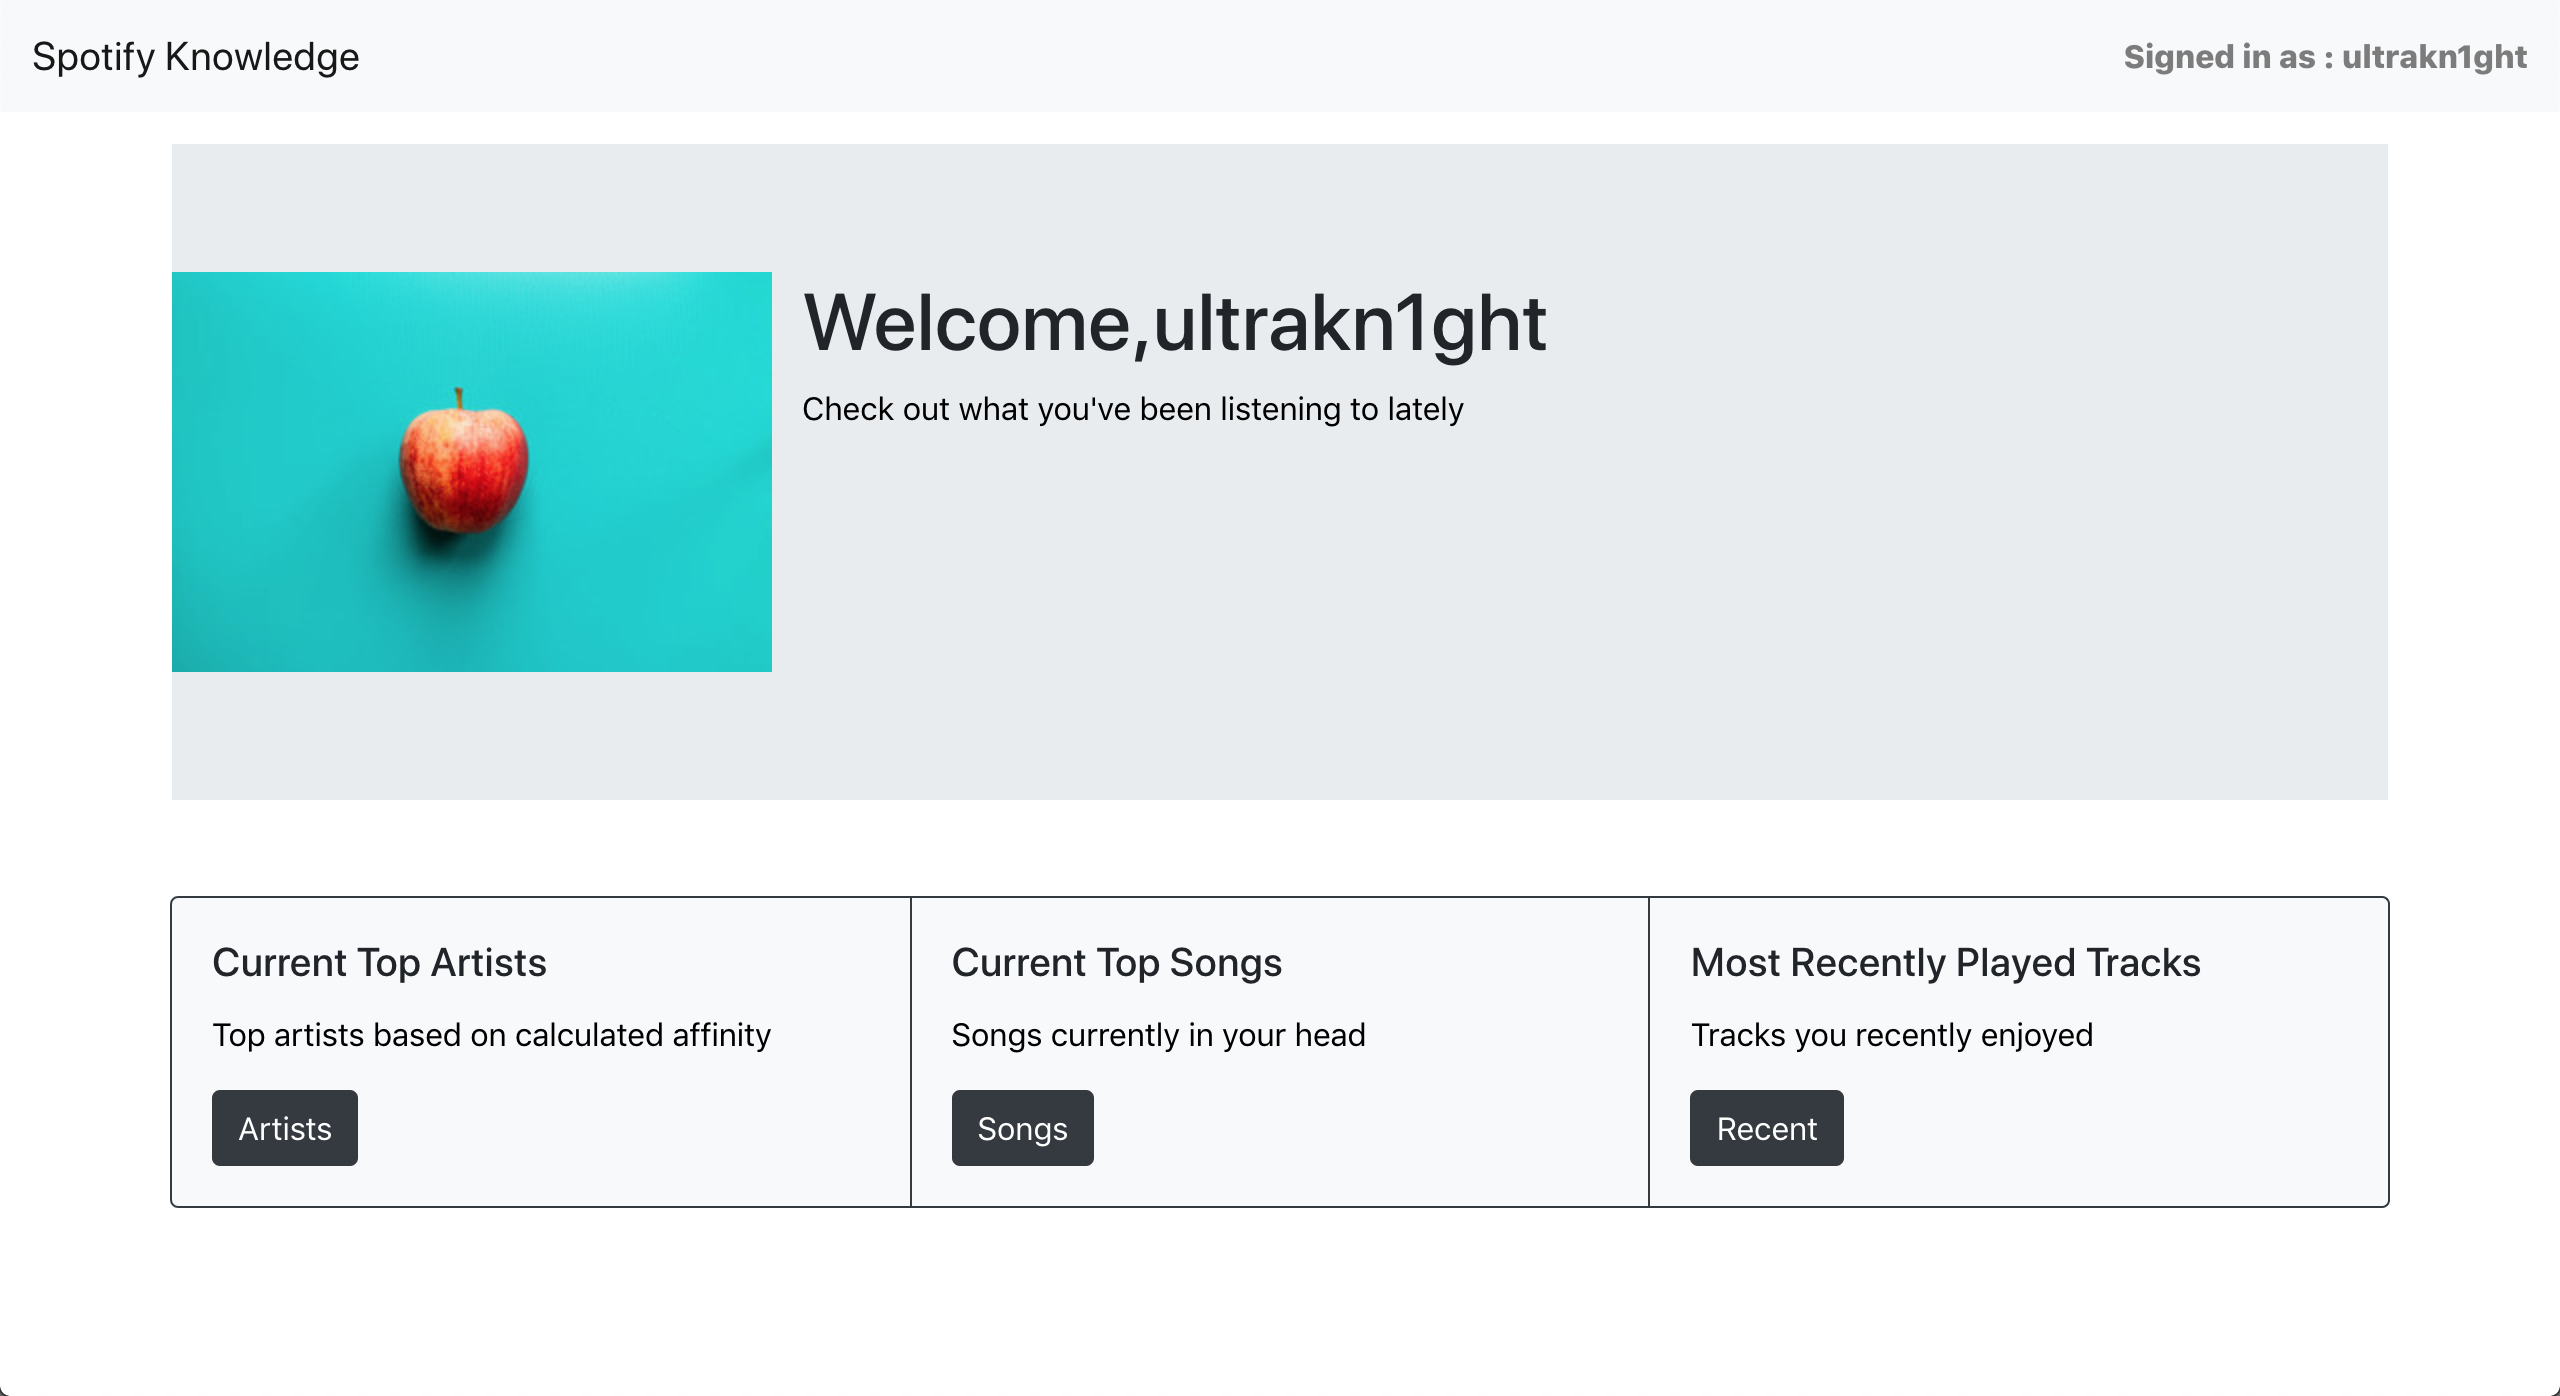 Spotify Knowledge
Signed in as : ultrakn1ght
Welcome,ultrakn1ght
Check out what you've been listening to lately
Current Top Artists
Top artists based on calculated affinity
Artists
Current Top Songs
Songs currently in your head
Songs
Most Recently Played Tracks
Tracks you recently enjoyed
Recent